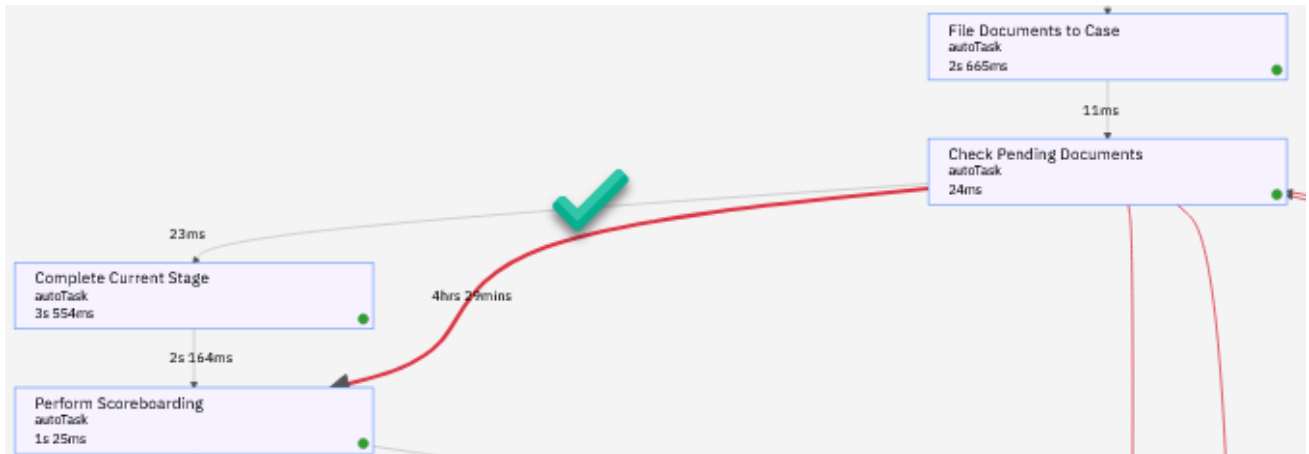 File Documents to Case
autoTask
2s 665ms
11ms
Check Pending Documents
autoTask
24ms
23ms
Complete Current Stage
autoTask
3s 554ms
4hrs 29mins
2s 164ms
Perform Scoreboarding
autoTask
1s 25ms